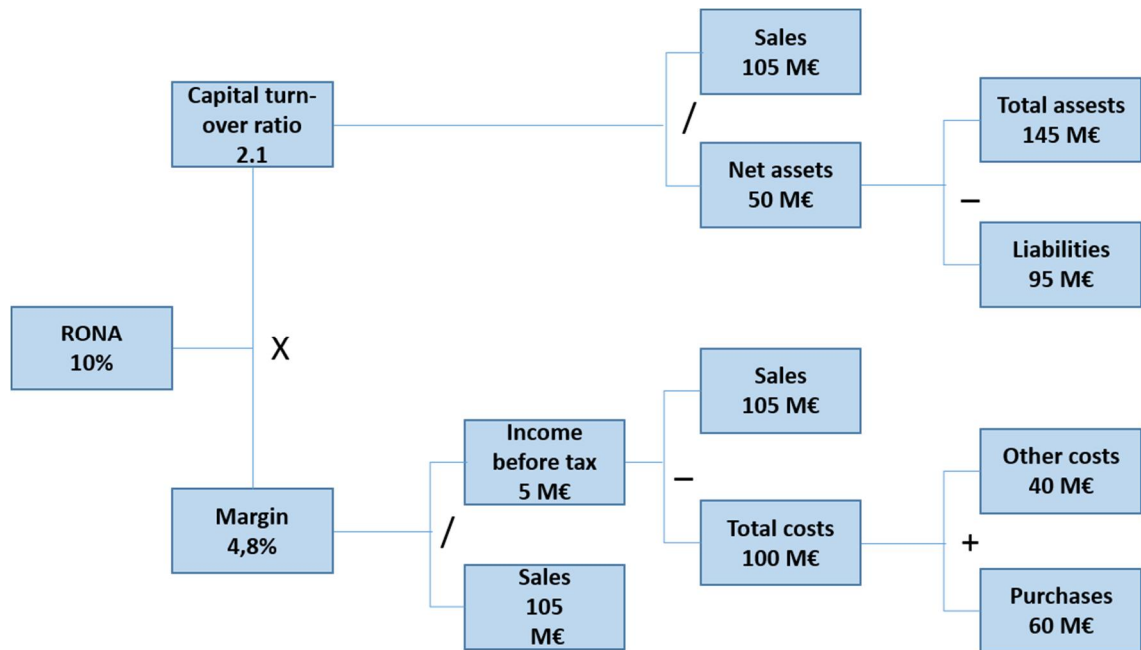 Sales
105 M€
Capital turn-
over ratio
2.1
/
Total assests
145 M€
Net assets
50 M€
–
Liabilities
95 M€
RONA
10%
X
Sales
105 M€
Income
before tax
5 M€
–
Other costs
40 M€
Margin
4,8%
/
Total costs
100 M€
+
Sales
105
M€
Purchases
60 M€